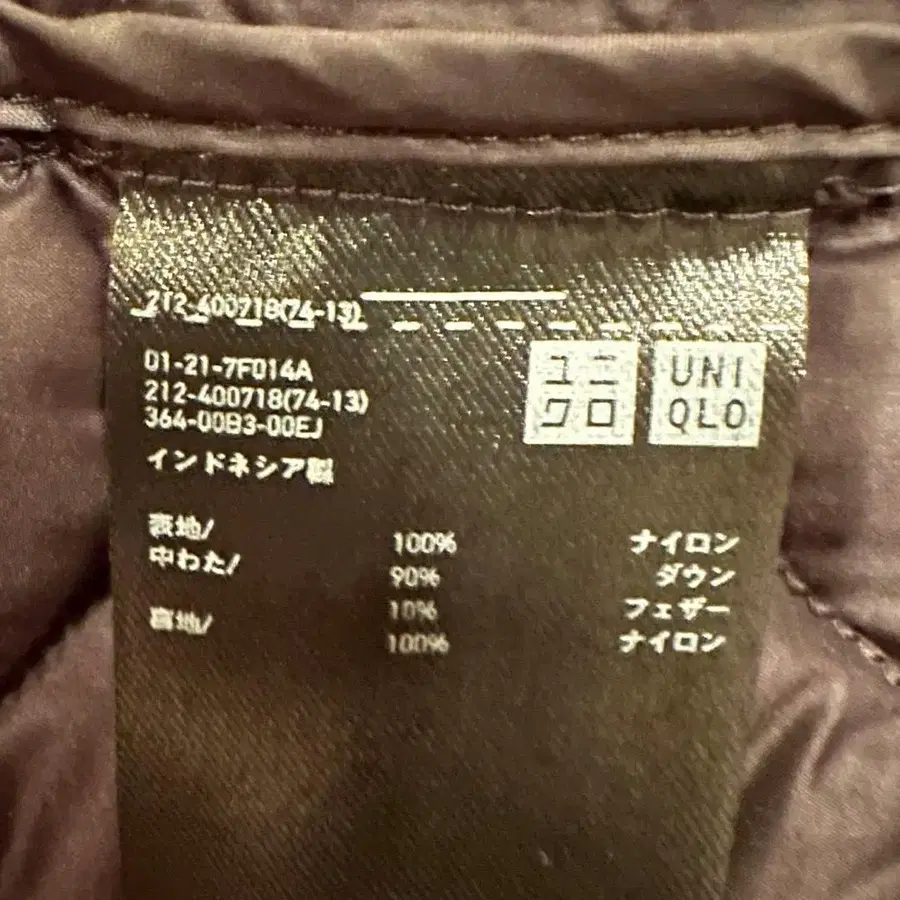 212-400718(74-13)
01-21-7F014A
212-400718(74-13)
364-00B3-00EJ
インドネシア製
ユニ
クロ
UNI
QLO
表地/ 100% ナイロン
中わた/ 90% ダウン
10% フェザー
裏地/ 100% ナイロン